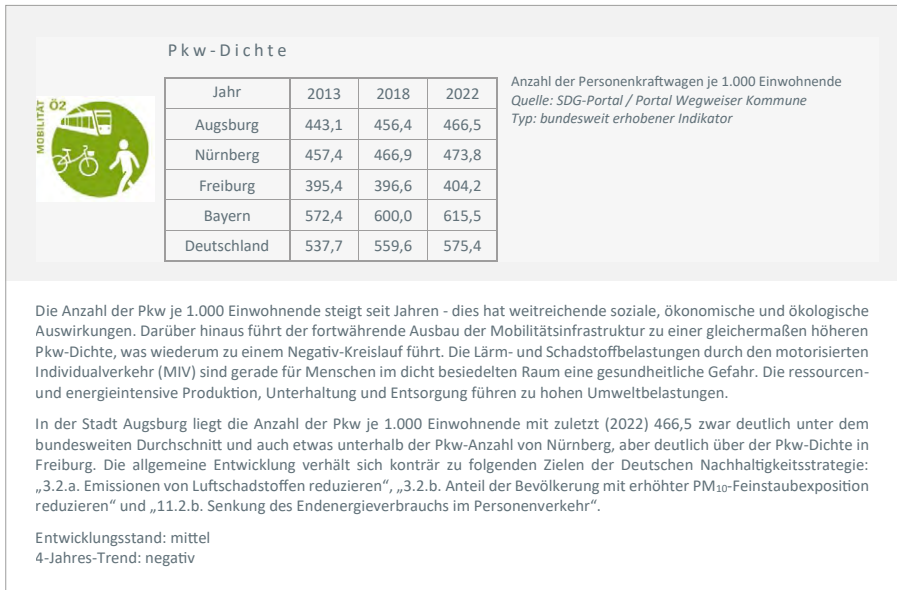 Pkw-Dichte
MOBILITÄT
Ö2
Jahr 2013 2018 2022
Augsburg 443,1 456,4 466,5
Nürnberg 457,4 466,9 473,8
Freiburg 395,4 396,6 404,2
Bayern 572,4 600,0 615,5
Deutschland 537,7 559,6 575,4
Anzahl der Personenkraftwagen je 1.000 Einwohnende
Quelle: SDG-Portal / Portal Wegweiser Kommune
Typ: bundesweit erhobener Indikator
Die Anzahl der Pkw je 1.000 Einwohnende steigt seit Jahren - dies hat weitreichende soziale, ökonomische und ökologische
Auswirkungen. Darüber hinaus führt der fortwährende Ausbau der Mobilitätsinfrastruktur zu einer gleichermaßen höheren
Pkw-Dichte, was wiederum zu einem Negativ-Kreislauf führt. Die Lärm- und Schadstoffbelastungen durch den motorisierten
Individualverkehr (MIV) sind gerade für Menschen im dicht besiedelten Raum eine gesundheitliche Gefahr. Die ressourcen-
und energieintensive Produktion, Unterhaltung und Entsorgung führen zu hohen Umweltbelastungen.
In der Stadt Augsburg liegt die Anzahl der Pkw je 1.000 Einwohnende mit zuletzt (2022) 466,5 zwar deutlich unter dem
bundesweiten Durchschnitt und auch etwas unterhalb der Pkw-Anzahl von Nürnberg, aber deutlich über der Pkw-Dichte in
Freiburg. Die allgemeine Entwicklung verhält sich konträr zu folgenden Zielen der Deutschen Nachhaltigkeitsstrategie:
„3.2.a. Emissionen von Luftschadstoffen reduzieren“, „3.2.b. Anteil der Bevölkerung mit erhöhter PM₁₀-Feinstaubexposition
reduzieren“ und „11.2.b. Senkung des Endenergieverbrauchs im Personenverkehr“.
Entwicklungsstand: mittel
4-Jahres-Trend: negativ